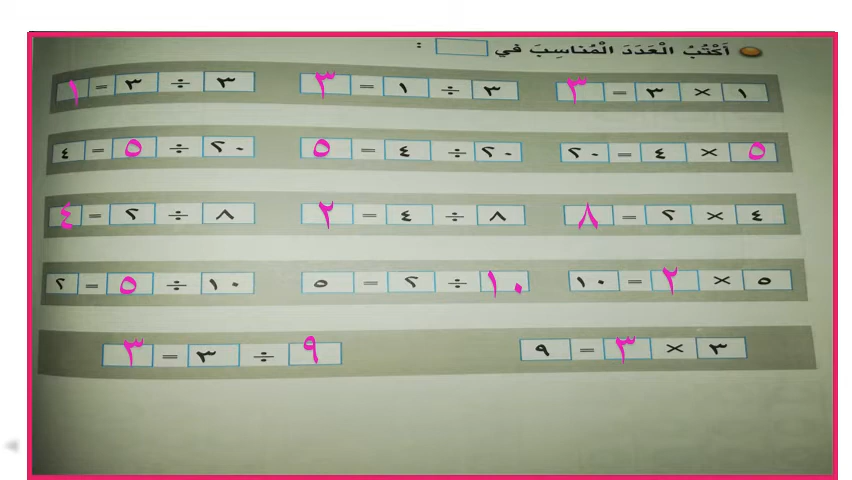 أَكْتُبُ الْعَدَدَ الْمُناسِبَ في :
١ × ٣ = ٣ ٣ ÷ ١ = ٣ ٣ ÷ ٣ = ١
٥ × ٤ = ٢٠ ٢٠ ÷ ٤ = ٥ ٢٠ ÷ ٥ = ٤
٤ × ٢ = ٨ ٨ ÷ ٤ = ٢ ٨ ÷ ٢ = ٤
٥ × ٢ = ١٠ ١٠ ÷ ٢ = ٥ ١٠ ÷ ٥ = ٢
٣ × ٣ = ٩ ٩ ÷ ٣ = ٣